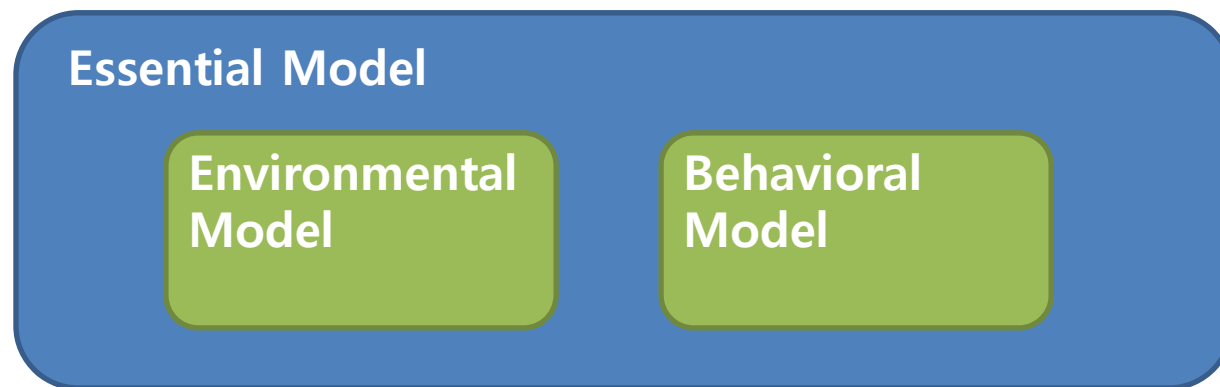 Essential Model
Environmental
Model
Behavioral
Model